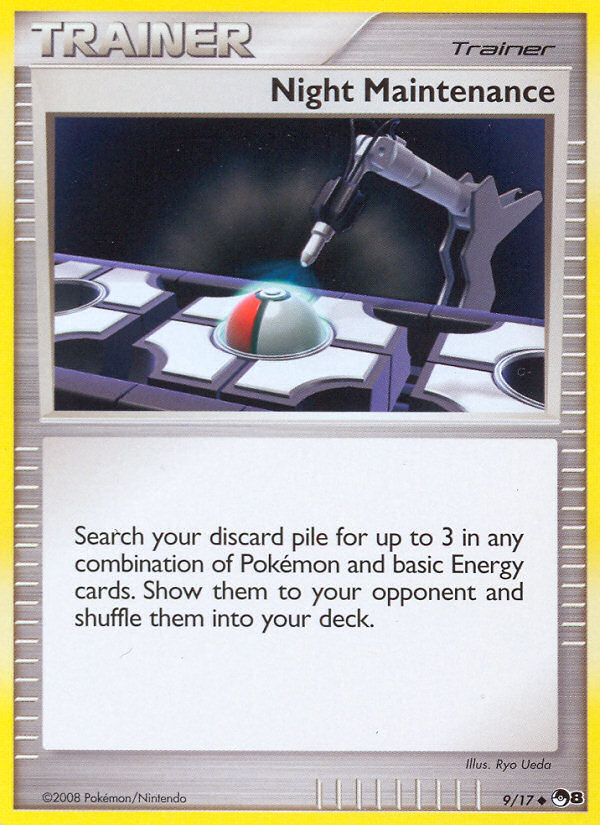 TRAINER
Trainer
Night Maintenance
Search your discard pile for up to 3 in any
combination of Pokémon and basic Energy
cards. Show them to your opponent and
shuffle them into your deck.
Illus. Ryo Ueda
©2008 Pokémon/Nintendo
9/17 ◆ 8